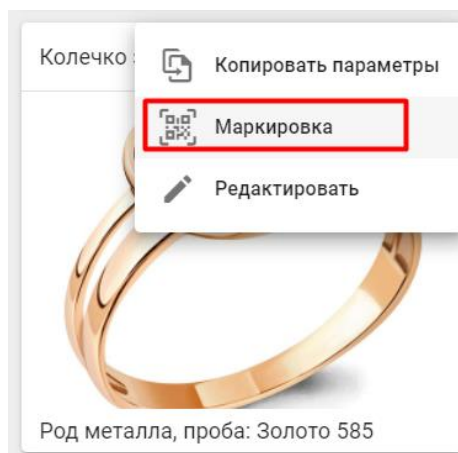 Колечко
Копировать параметры
Маркировка
Редактировать
Род металла, проба: Золото 585